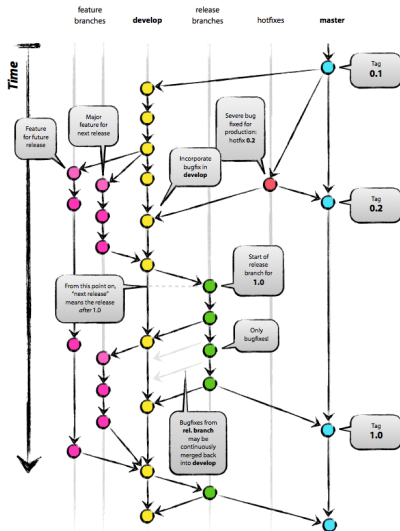 feature
branches
develop
release
branches
hotfixes
master
Time
Tag
0.1
Major
feature for
next release
Feature
for future
release
Severe bug
fixed for
production:
hotfix 0.2
Incorporate
bugfix in
develop
Tag
0.2
Start of
release
branch for
1.0
From this point on,
“next release”
means the release
after 1.0
Only
bugfixes!
Bugfixes from
rel. branch
may be
continuously
merged back
into develop
Tag
1.0